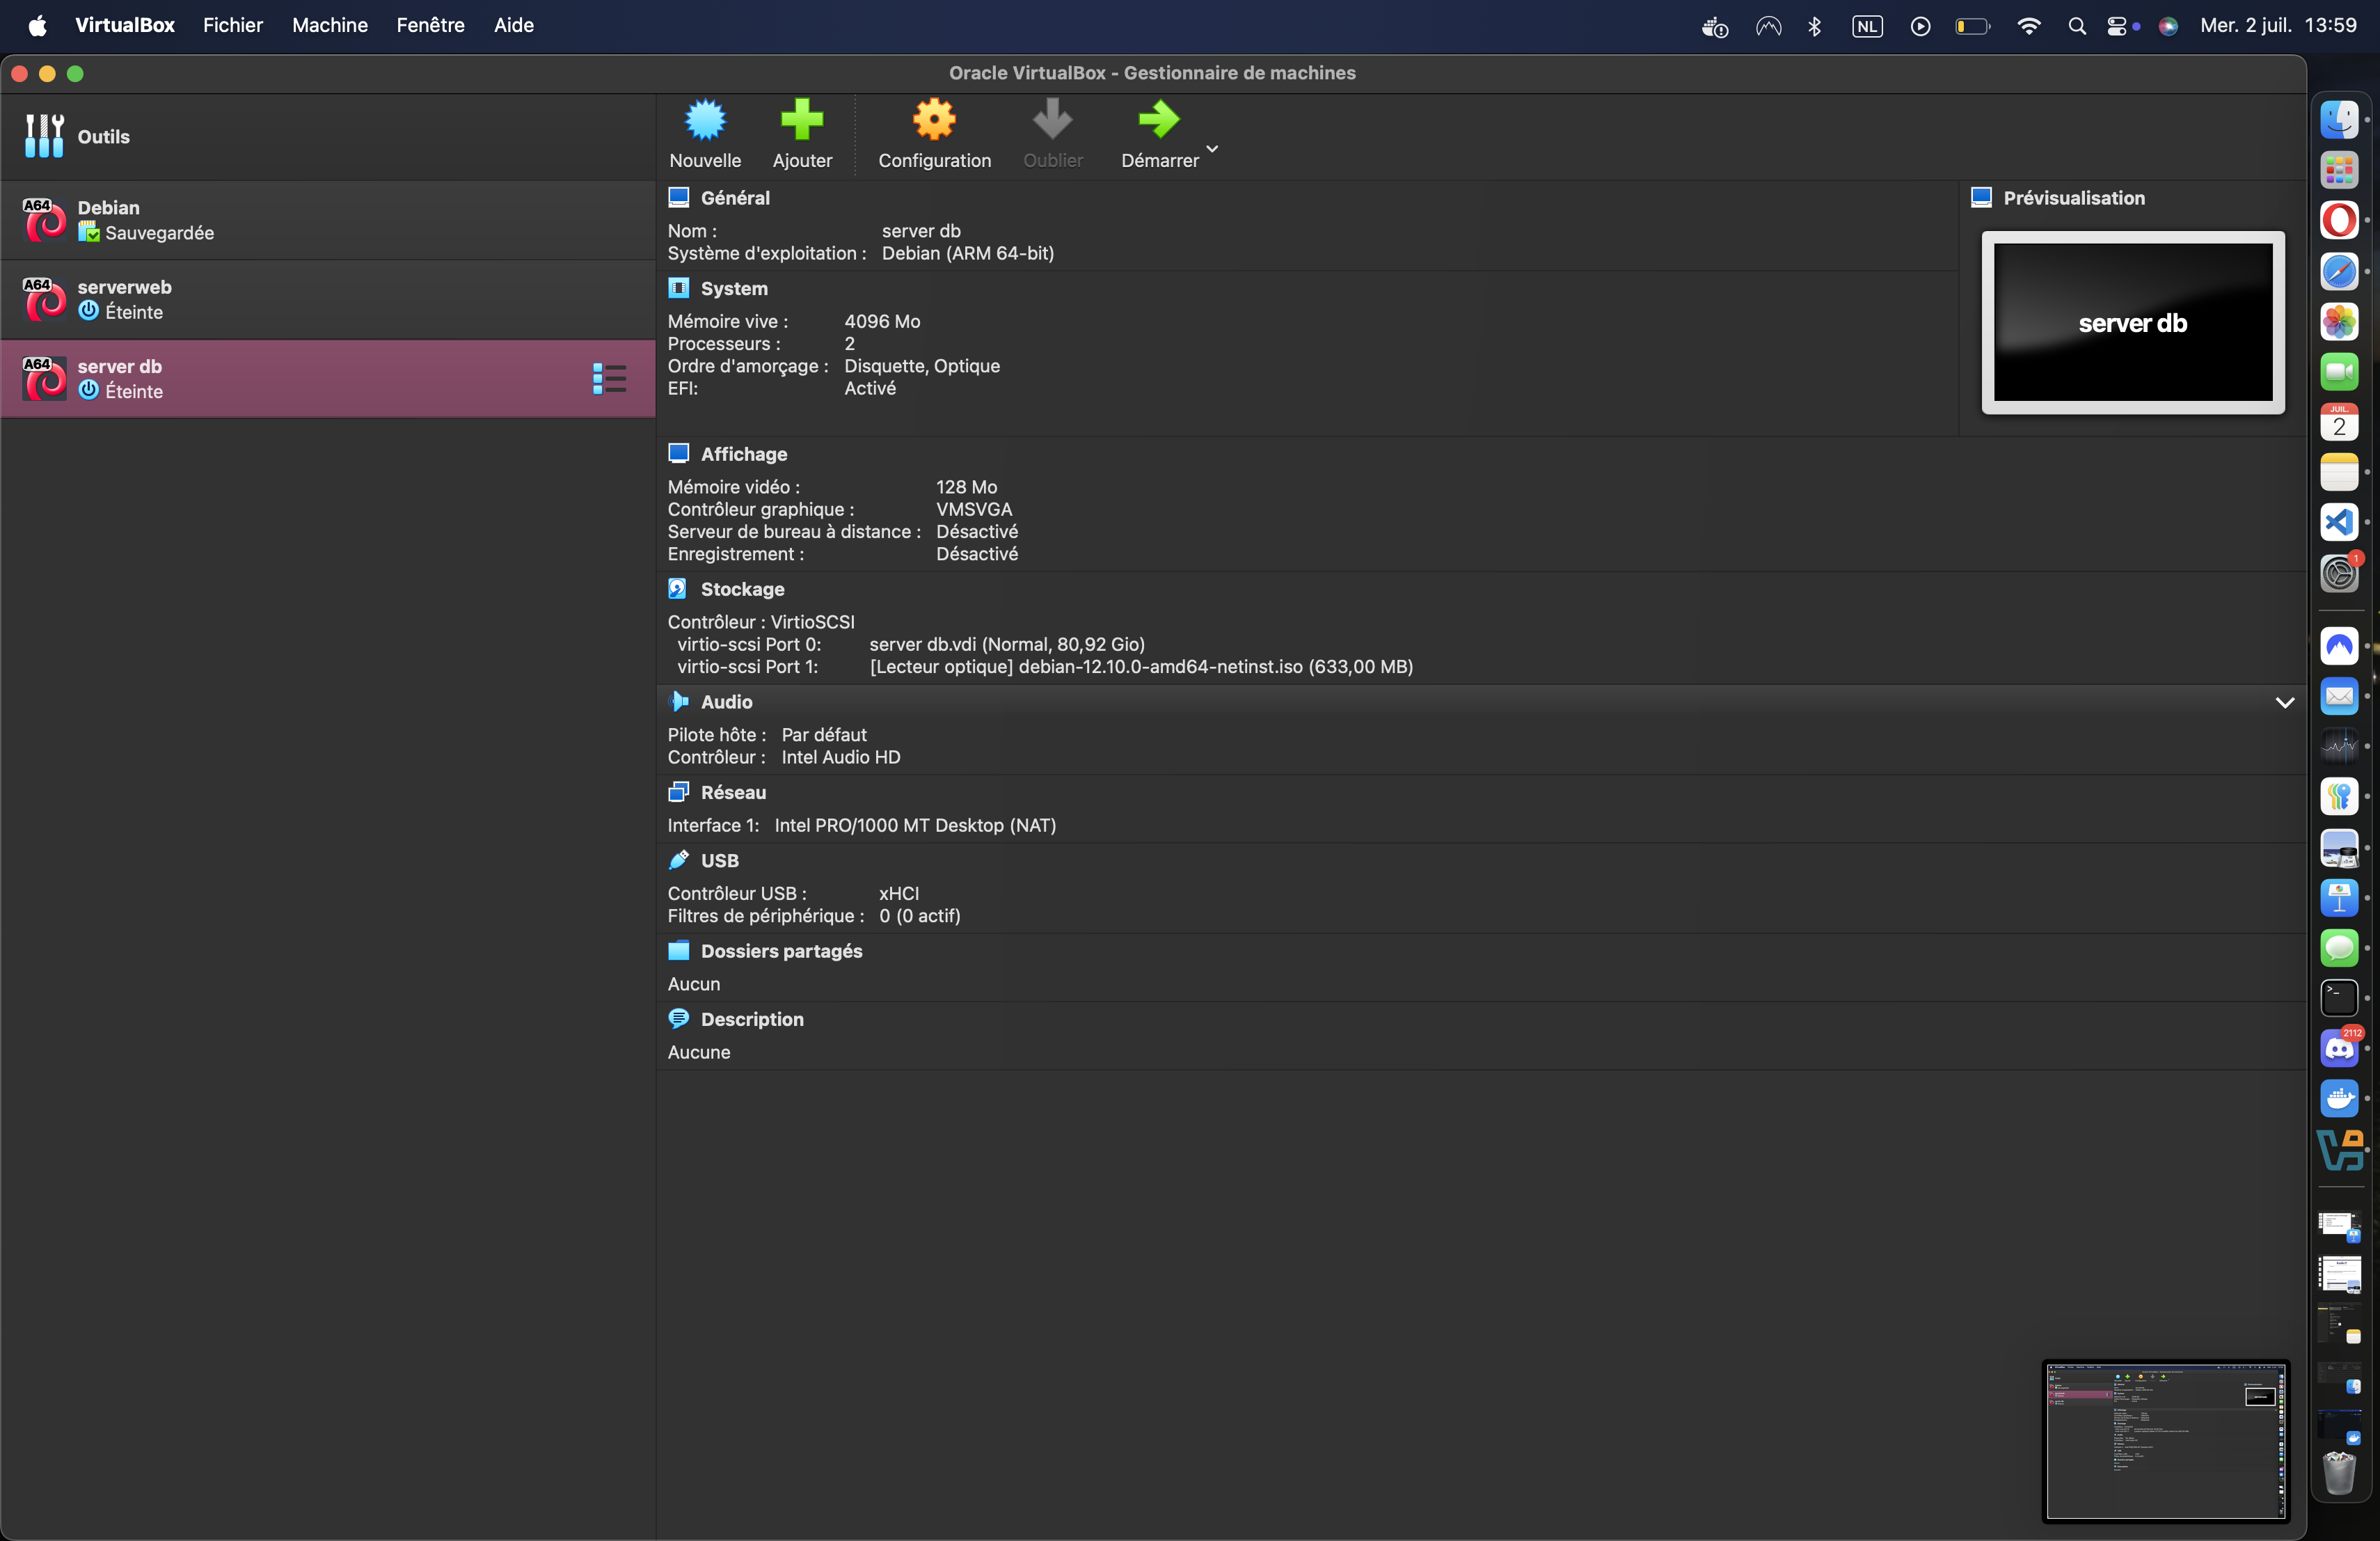 VirtualBox Fichier Machine Fenêtre Aide NL Mer. 2 juil. 13:59
Oracle VirtualBox - Gestionnaire de machines
Outils
Nouvelle Ajouter Configuration Oublier Démarrer
A64 Debian
Sauvegardée
A64 serverweb
Éteinte
A64 server db
Éteinte
Général
Nom : server db
Système d'exploitation : Debian (ARM 64-bit)
System
Mémoire vive : 4096 Mo
Processeurs : 2
Ordre d'amorçage : Disquette, Optique
EFI: Activé
Prévisualisation
server db
Affichage
Mémoire vidéo : 128 Mo
Contrôleur graphique : VMSVGA
Serveur de bureau à distance : Désactivé
Enregistrement : Désactivé
Stockage
Contrôleur : VirtioSCSI
virtio-scsi Port 0: server db.vdi (Normal, 80,92 Gio)
virtio-scsi Port 1: [Lecteur optique] debian-12.10.0-amd64-netinst.iso (633,00 MB)
Audio
Pilote hôte : Par défaut
Contrôleur : Intel Audio HD
Réseau
Interface 1: Intel PRO/1000 MT Desktop (NAT)
USB
Contrôleur USB : xHCI
Filtres de périphérique : 0 (0 actif)
Dossiers partagés
Aucun
Description
Aucune
JUIL.
2
1
2112